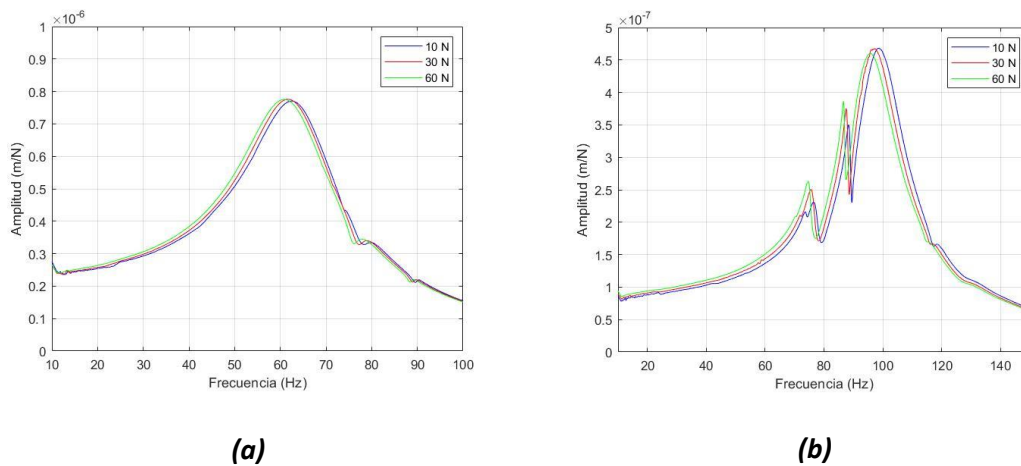 ×10⁻⁶
1
0.9
0.8
0.7
0.6
0.5
0.4
0.3
0.2
0.1
0
Amplitud (m/N)
10 20 30 40 50 60 70 80 90 100
Frecuencia (Hz)
10 N
30 N
60 N
(a)
×10⁻⁷
5
4.5
4
3.5
3
2.5
2
1.5
1
0.5
0
Amplitud (m/N)
20 40 60 80 100 120 140
Frecuencia (Hz)
10 N
30 N
60 N
(b)